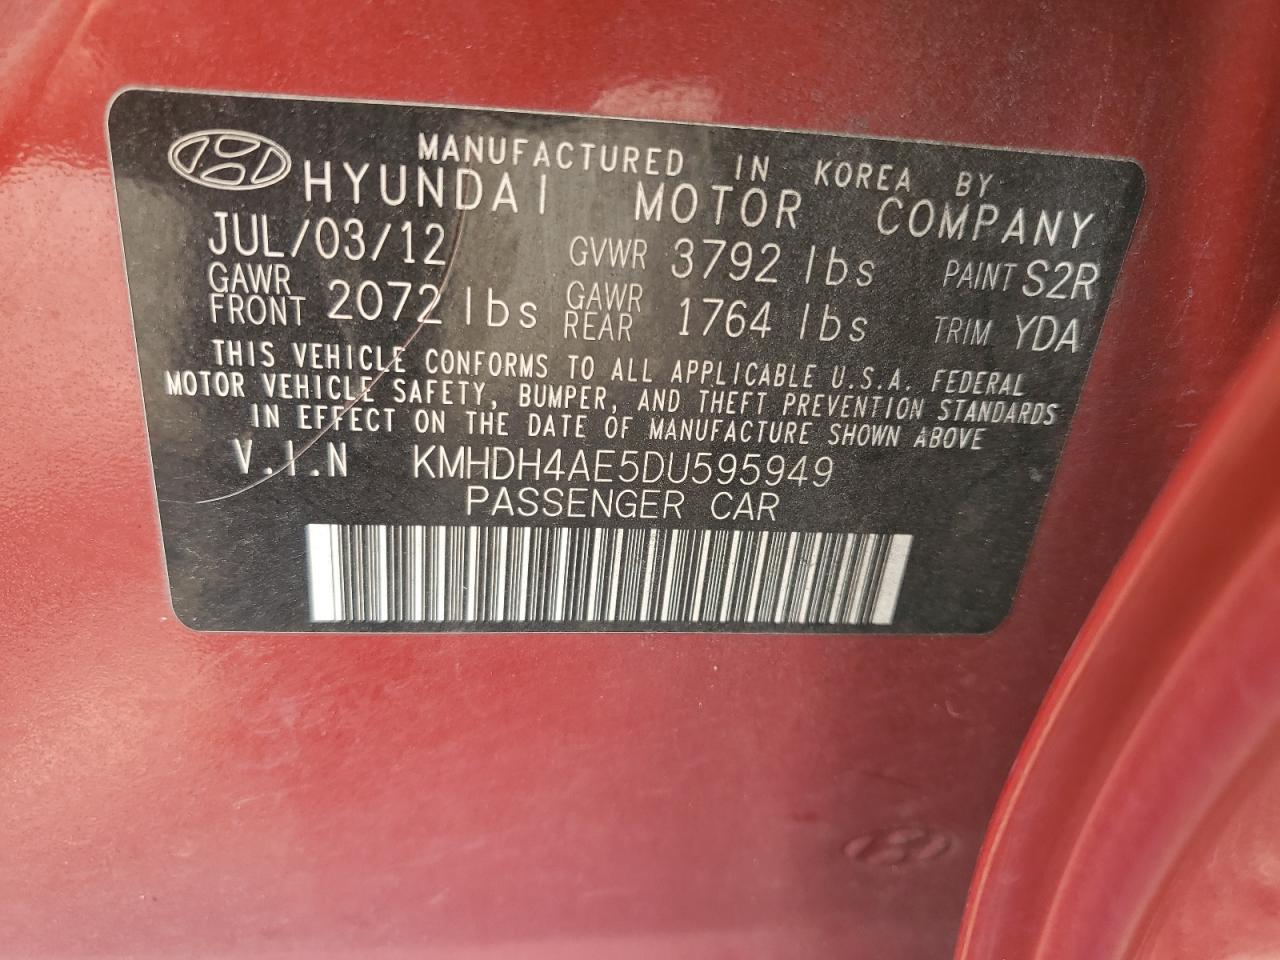 MANUFACTURED IN KOREA BY
HYUNDAI MOTOR COMPANY
JUL/03/12 GVWR 3792 lbs PAINT S2R
GAWR FRONT 2072 lbs GAWR REAR 1764 lbs TRIM YDA
THIS VEHICLE CONFORMS TO ALL APPLICABLE U.S.A. FEDERAL
MOTOR VEHICLE SAFETY, BUMPER, AND THEFT PREVENTION STANDARDS
IN EFFECT ON THE DATE OF MANUFACTURE SHOWN ABOVE
V.I.N KMHDH4AE5DU595949
PASSENGER CAR